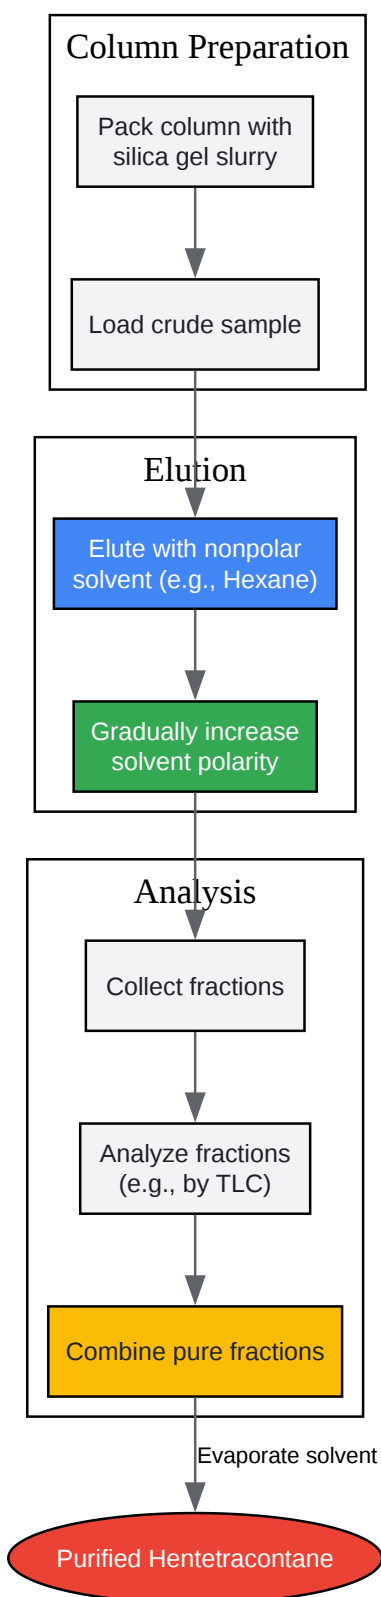 Column Preparation
Pack column with
silica gel slurry
Load crude sample
Elution
Elute with nonpolar
solvent (e.g., Hexane)
Gradually increase
solvent polarity
Analysis
Collect fractions
Analyze fractions
(e.g., by TLC)
Combine pure fractions
Evaporate solvent
Purified Hentetracontane